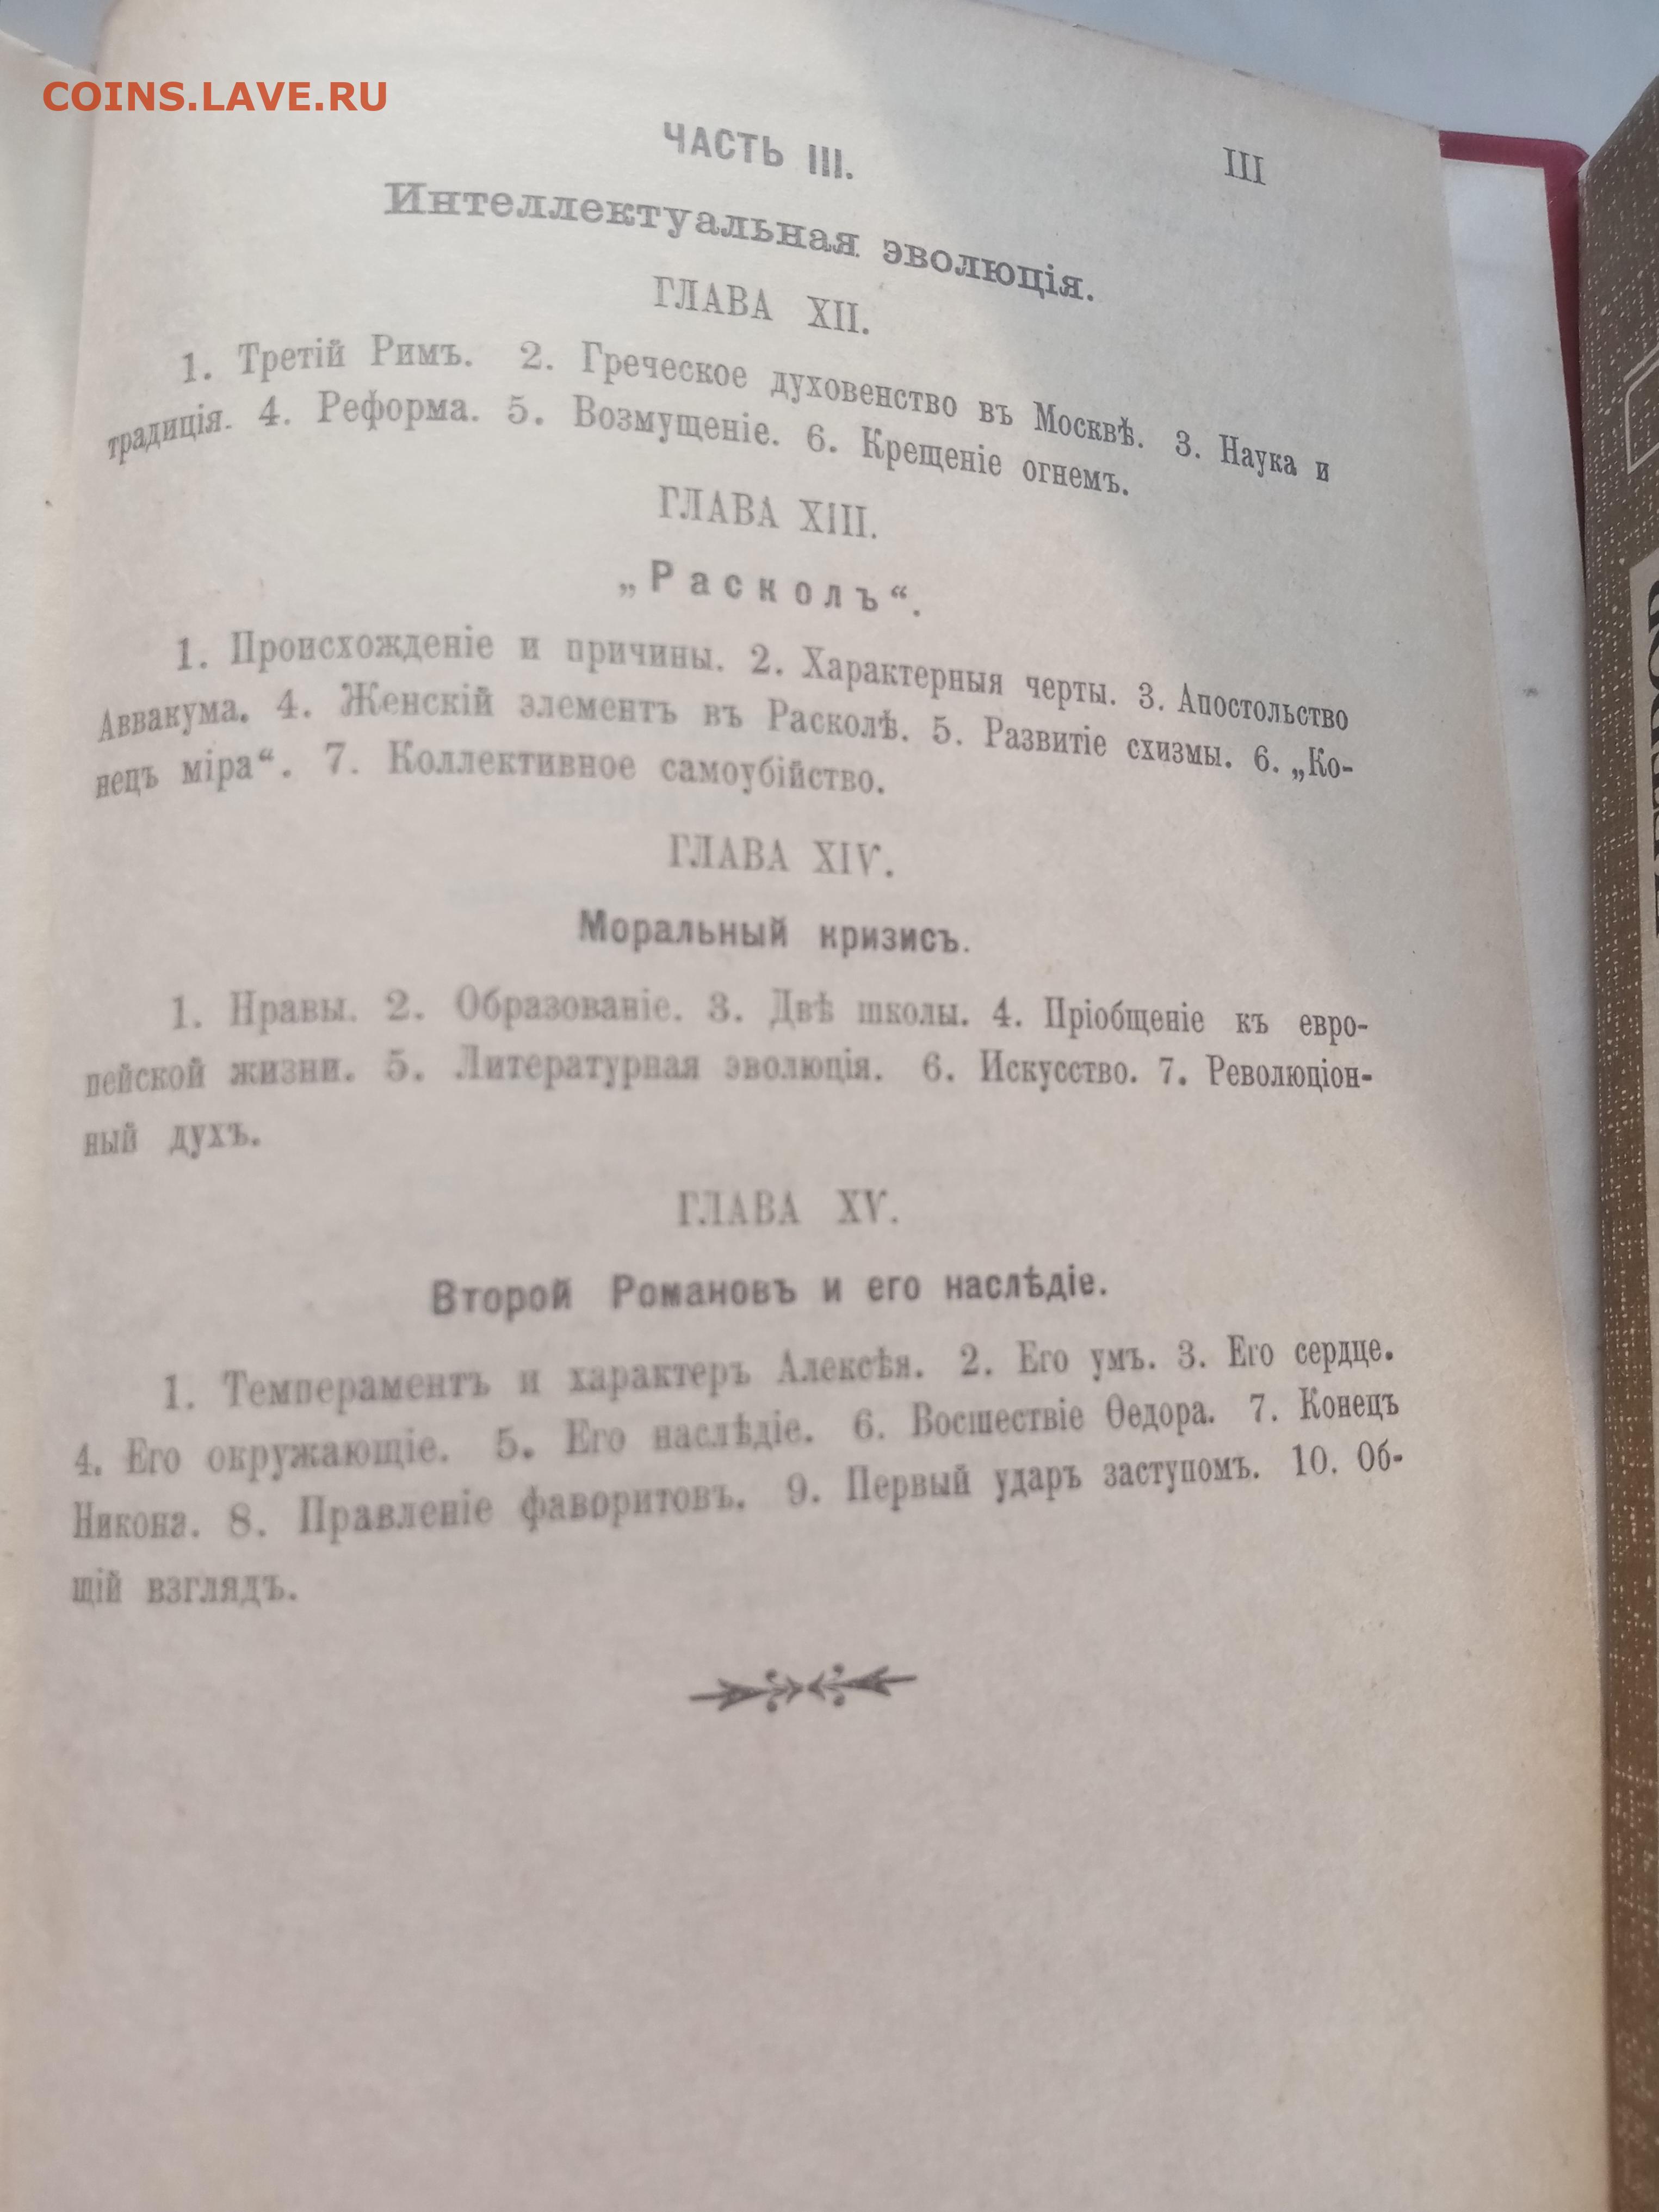 COINS.LAVE.RU
III
ЧАСТЬ III.
Интеллектуальная эволюція.
ГЛАВА XII.
1. Третій Римъ. 2. Греческое духовенство въ Москвѣ. 3. Наука и
традиція. 4. Реформа. 5. Возмущеніе. 6. Крещеніе огнемъ.
ГЛАВА XIII.
„Расколъ“.
1. Происхожденіе и причины. 2. Характерныя черты. 3. Апостольство
Аввакума. 4. Женскій элементъ въ Расколѣ. 5. Развитіе схизмы. 6. „Ко-
нецъ міра“. 7. Коллективное самоубійство.
ГЛАВА XIV.
Моральный кризисъ.
1. Нравы. 2. Образованіе. 3. Двѣ школы. 4. Пріобщеніе къ евро-
пейской жизни. 5. Литературная эволюція. 6. Искусство. 7. Революціон-
ный духъ.
ГЛАВА XV.
Второй Романовъ и его наслѣдіе.
1. Темпераментъ и характеръ Алексѣя. 2. Его умъ. 3. Его сердце.
4. Его окружающіе. 5. Его наслѣдіе. 6. Восшествіе Ѳедора. 7. Конецъ
Никона. 8. Правленіе фаворитовъ. 9. Первый ударъ заступомъ. 10. Об-
щій взглядъ.